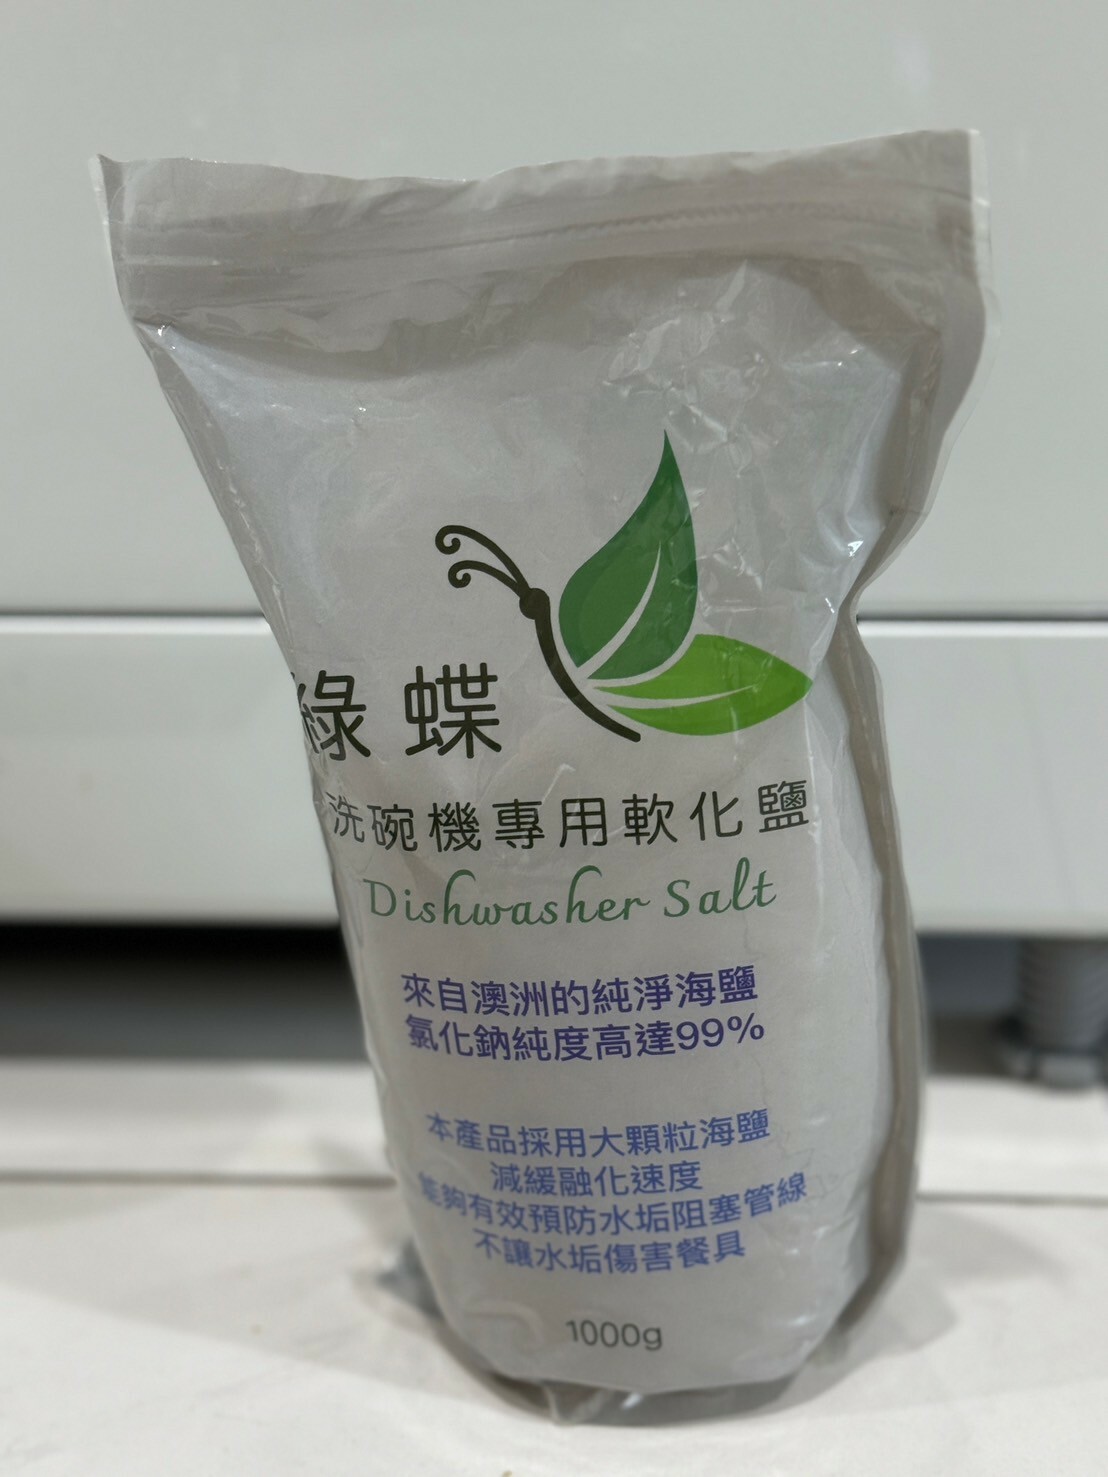 綠蝶
洗碗機專用軟化鹽
Dishwasher Salt
來自澳洲的純淨海鹽
氯化鈉純度高達99%
本產品採用大顆粒海鹽
減緩融化速度
能夠有效預防水垢阻塞管線
不讓水垢傷害餐具
1000g